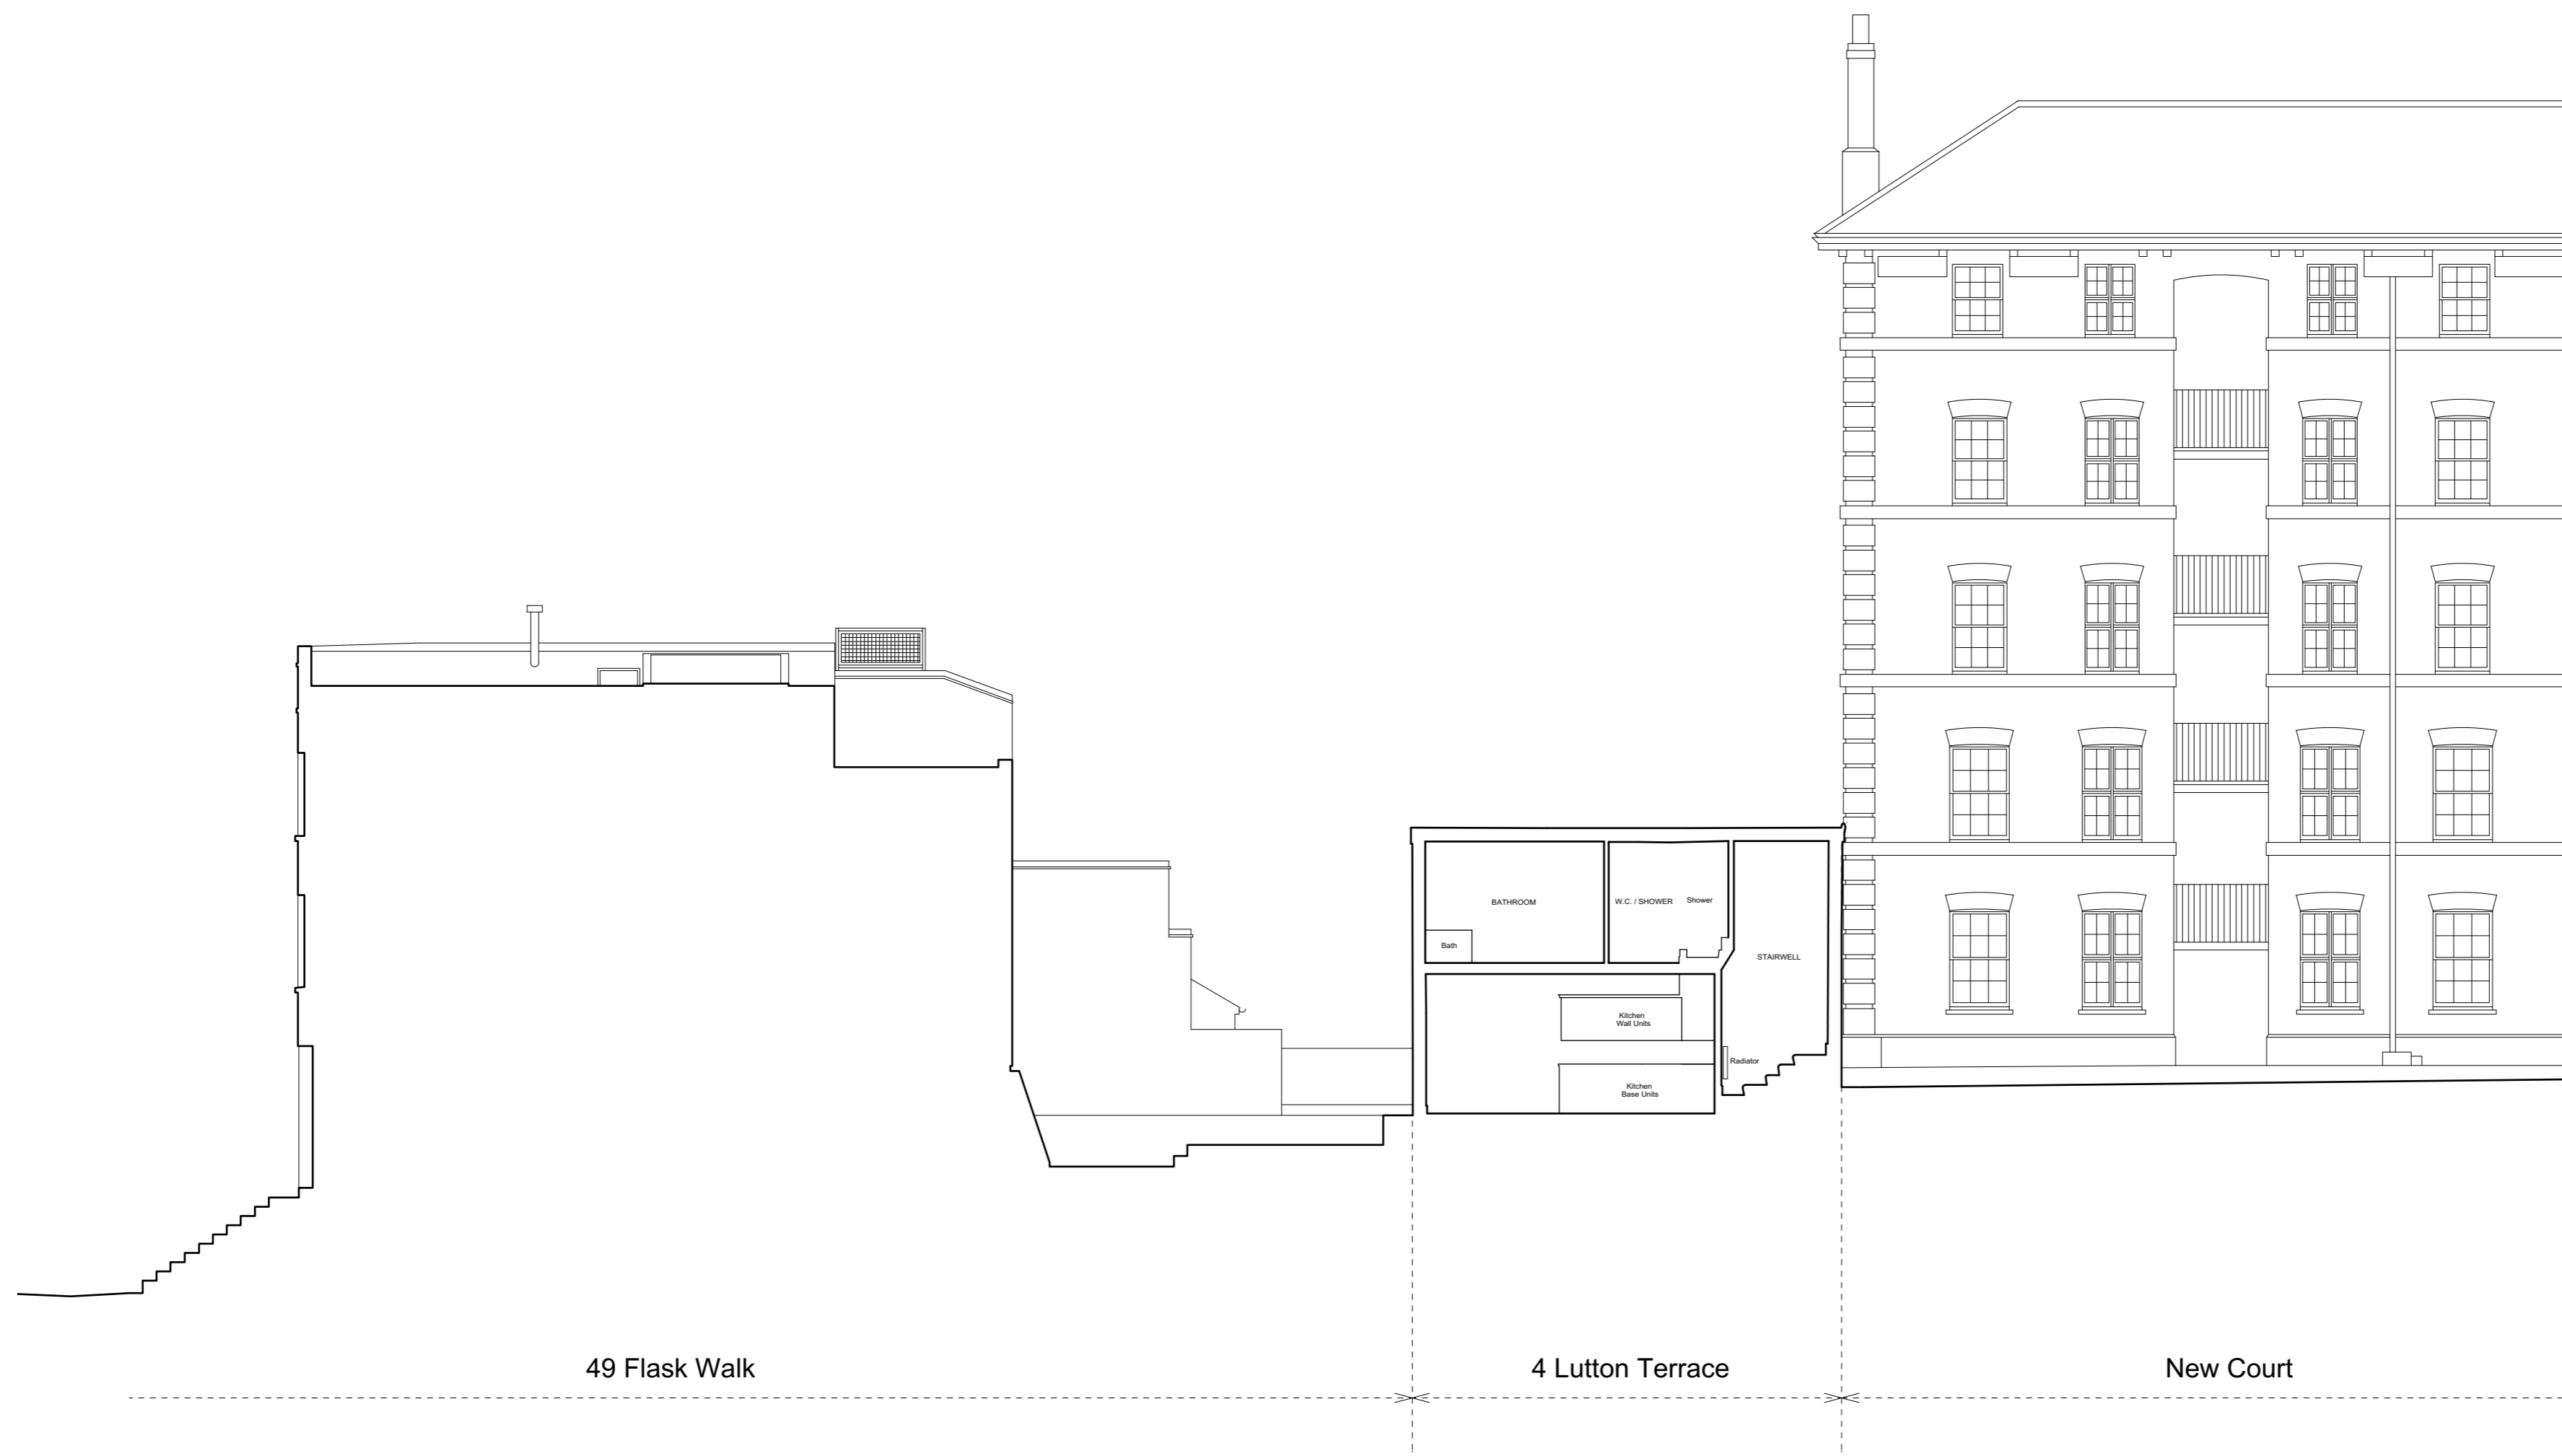 BATHROOM
W.C. / SHOWER
Shower
Bath
STAIRWELL
Kitchen
Wall Units
Radiator
Kitchen
Base Units
49 Flask Walk
4 Lutton Terrace
New Court